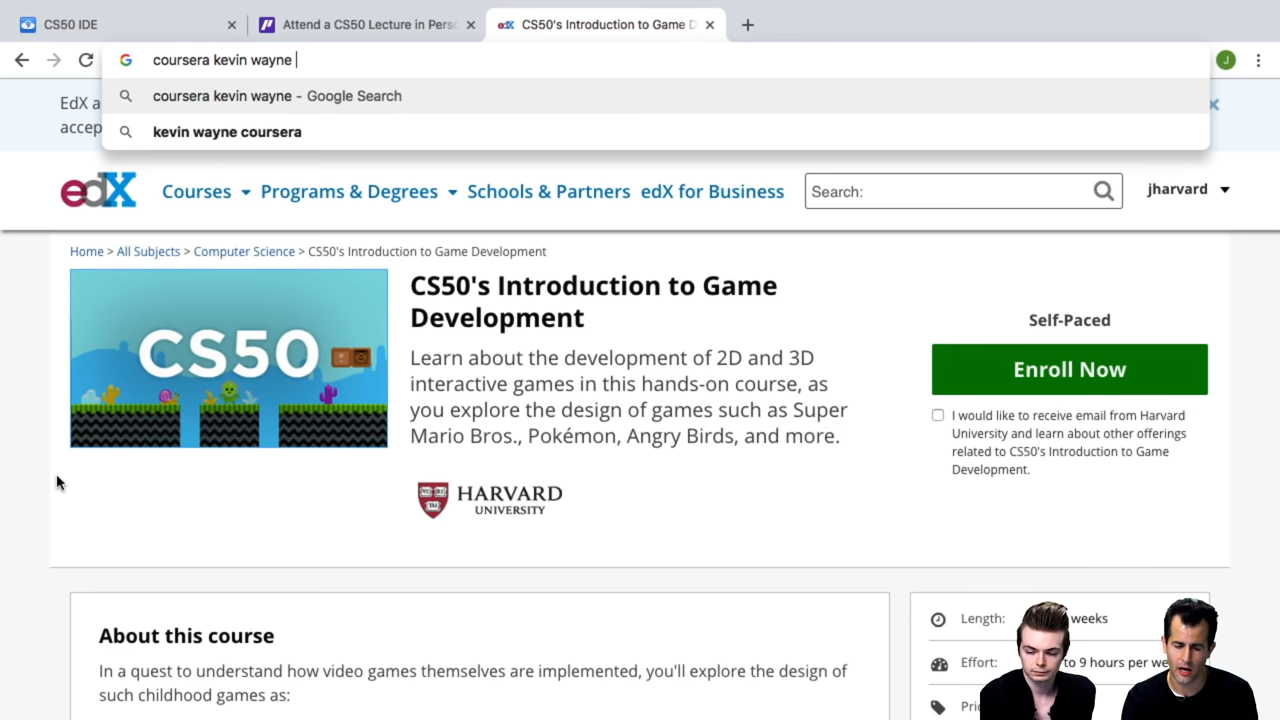 CS50 IDE
Attend a CS50 Lecture in Perso
CS50's Introduction to Game D
coursera kevin wayne
J
coursera kevin wayne - Google Search
kevin wayne coursera
EdX a
accep
edX
Courses
Programs & Degrees
Schools & Partners
edX for Business
Search:
jharvard
Home > All Subjects > Computer Science > CS50's Introduction to Game Development
CS50
CS50's Introduction to Game
Development
Learn about the development of 2D and 3D
interactive games in this hands-on course, as
you explore the design of games such as Super
Mario Bros., Pokémon, Angry Birds, and more.
HARVARD
UNIVERSITY
Self-Paced
Enroll Now
I would like to receive email from Harvard
University and learn about other offerings
related to CS50's Introduction to Game
Development.
About this course
In a quest to understand how video games themselves are implemented, you'll explore the design of
such childhood games as:
Length: weeks
Effort: to 9 hours per we
Pri